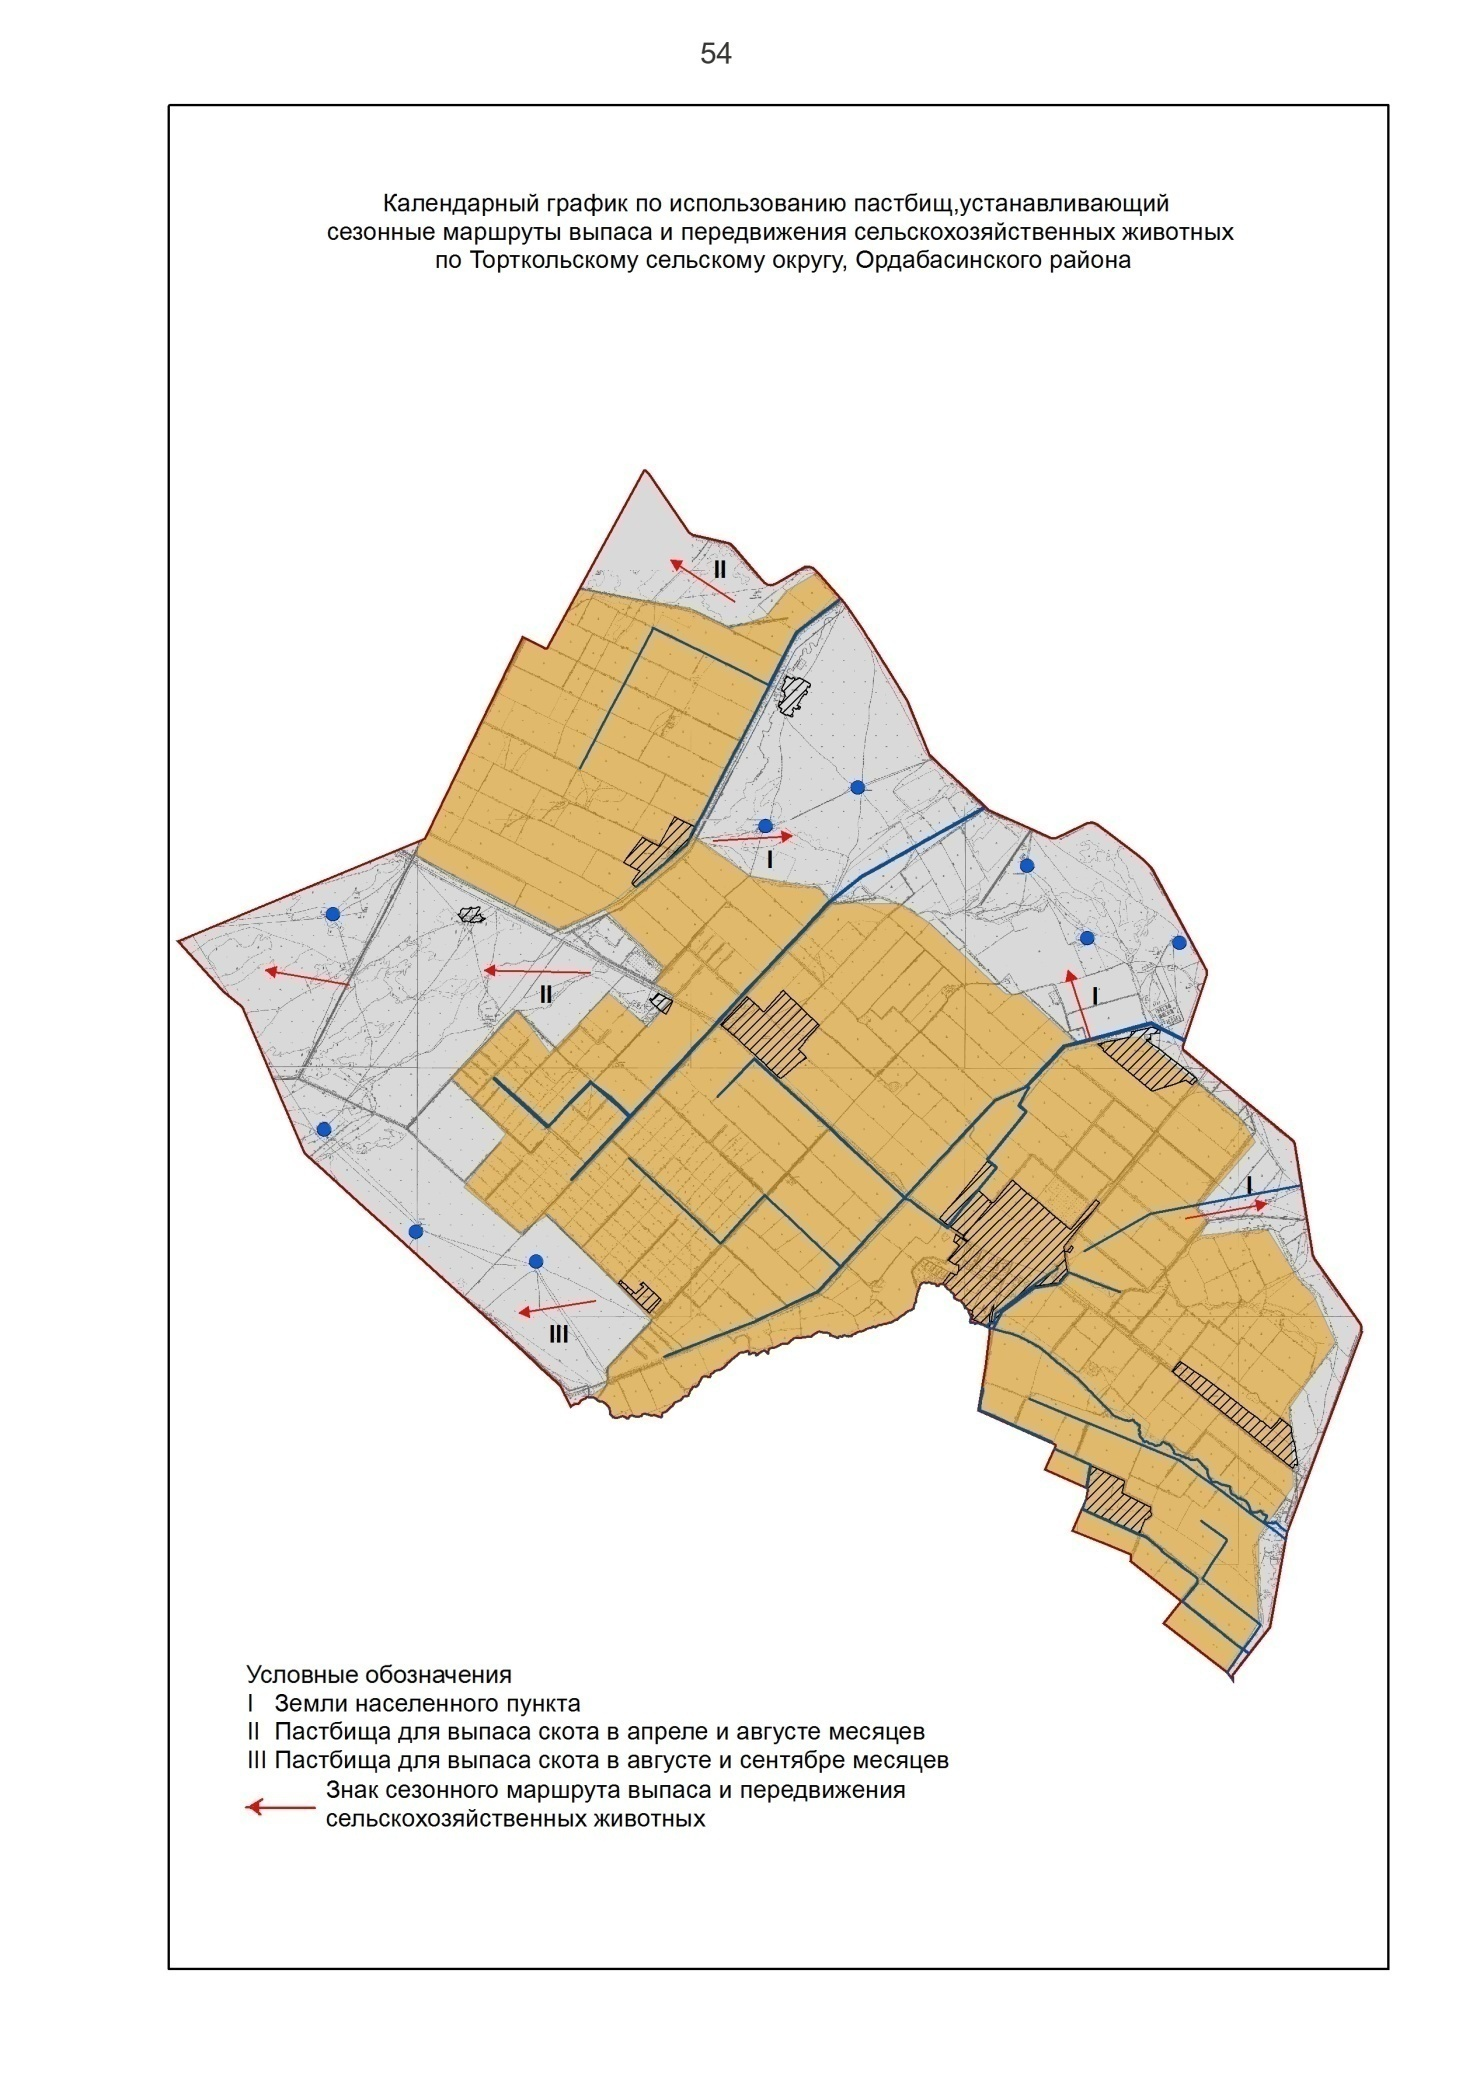 54
Календарный график по использованию пастбищ,устанавливающий
сезонные маршруты выпаса и передвижения сельскохозяйственных животных
по Торткольскому сельскому округу, Ордабасинского района
II
I
I
II
I
III
Условные обозначения
I Земли населенного пункта
II Пастбища для выпаса скота в апреле и августе месяцев
III Пастбища для выпаса скота в августе и сентябре месяцев
Знак сезонного маршрута выпаса и передвижения
сельскохозяйственных животных